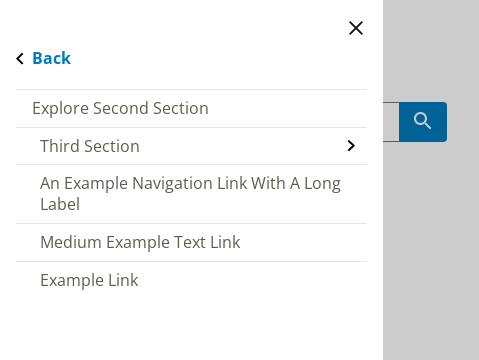 Back
Explore Second Section
Third Section
An Example Navigation Link With A Long
Label
Medium Example Text Link
Example Link